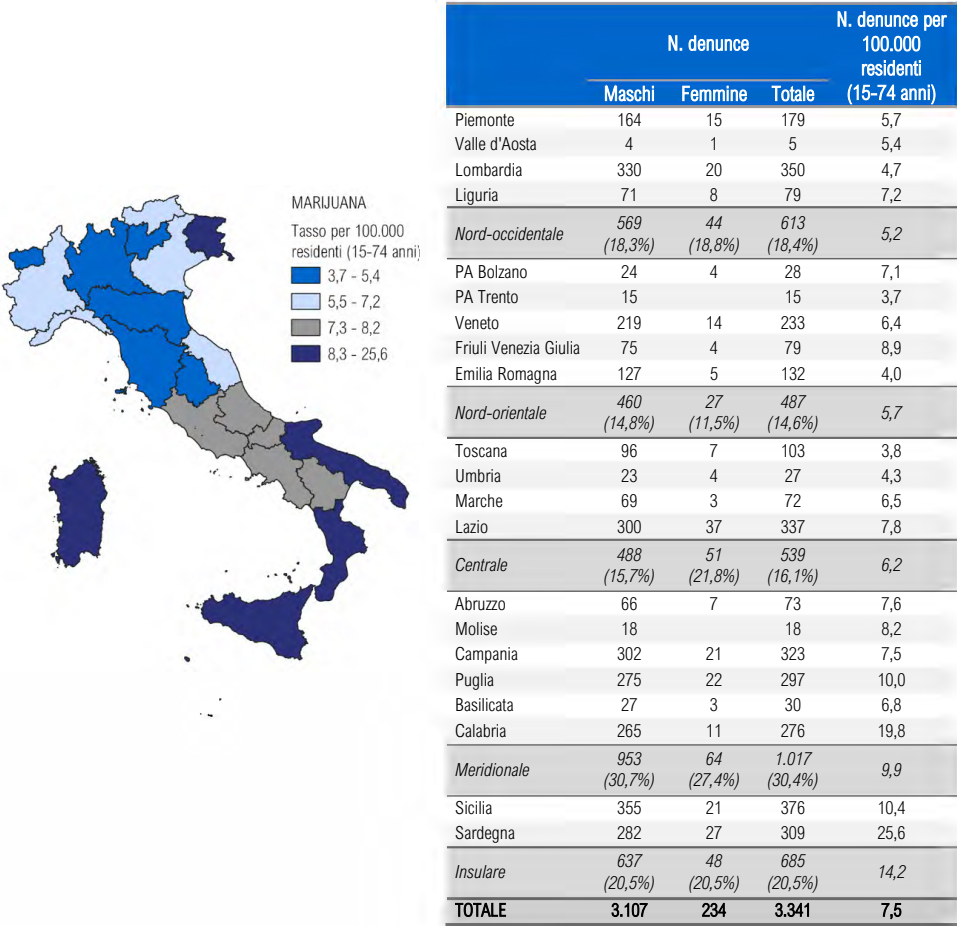 MARIJUANA
Tasso per 100.000
residenti (15-74 anni)
3,7 - 5,4
5,5 - 7,2
7,3 - 8,2
8,3 - 25,6
N. denunce
N. denunce per
100.000
residenti
(15-74 anni)
Maschi Femmine Totale
Piemonte 164 15 179 5,7
Valle d'Aosta 4 1 5 5,4
Lombardia 330 20 350 4,7
Liguria 71 8 79 7,2
Nord-occidentale 569 44 613 5,2
(18,3%) (18,8%) (18,4%)
PA Bolzano 24 4 28 7,1
PA Trento 15 15 3,7
Veneto 219 14 233 6,4
Friuli Venezia Giulia 75 4 79 8,9
Emilia Romagna 127 5 132 4,0
Nord-orientale 460 27 487 5,7
(14,8%) (11,5%) (14,6%)
Toscana 96 7 103 3,8
Umbria 23 4 27 4,3
Marche 69 3 72 6,5
Lazio 300 37 337 7,8
Centrale 488 51 539 6,2
(15,7%) (21,8%) (16,1%)
Abruzzo 66 7 73 7,6
Molise 18 18 8,2
Campania 302 21 323 7,5
Puglia 275 22 297 10,0
Basilicata 27 3 30 6,8
Calabria 265 11 276 19,8
Meridionale 953 64 1.017 9,9
(30,7%) (27,4%) (30,4%)
Sicilia 355 21 376 10,4
Sardegna 282 27 309 25,6
Insulare 637 48 685 14,2
(20,5%) (20,5%) (20,5%)
TOTALE 3.107 234 3.341 7,5